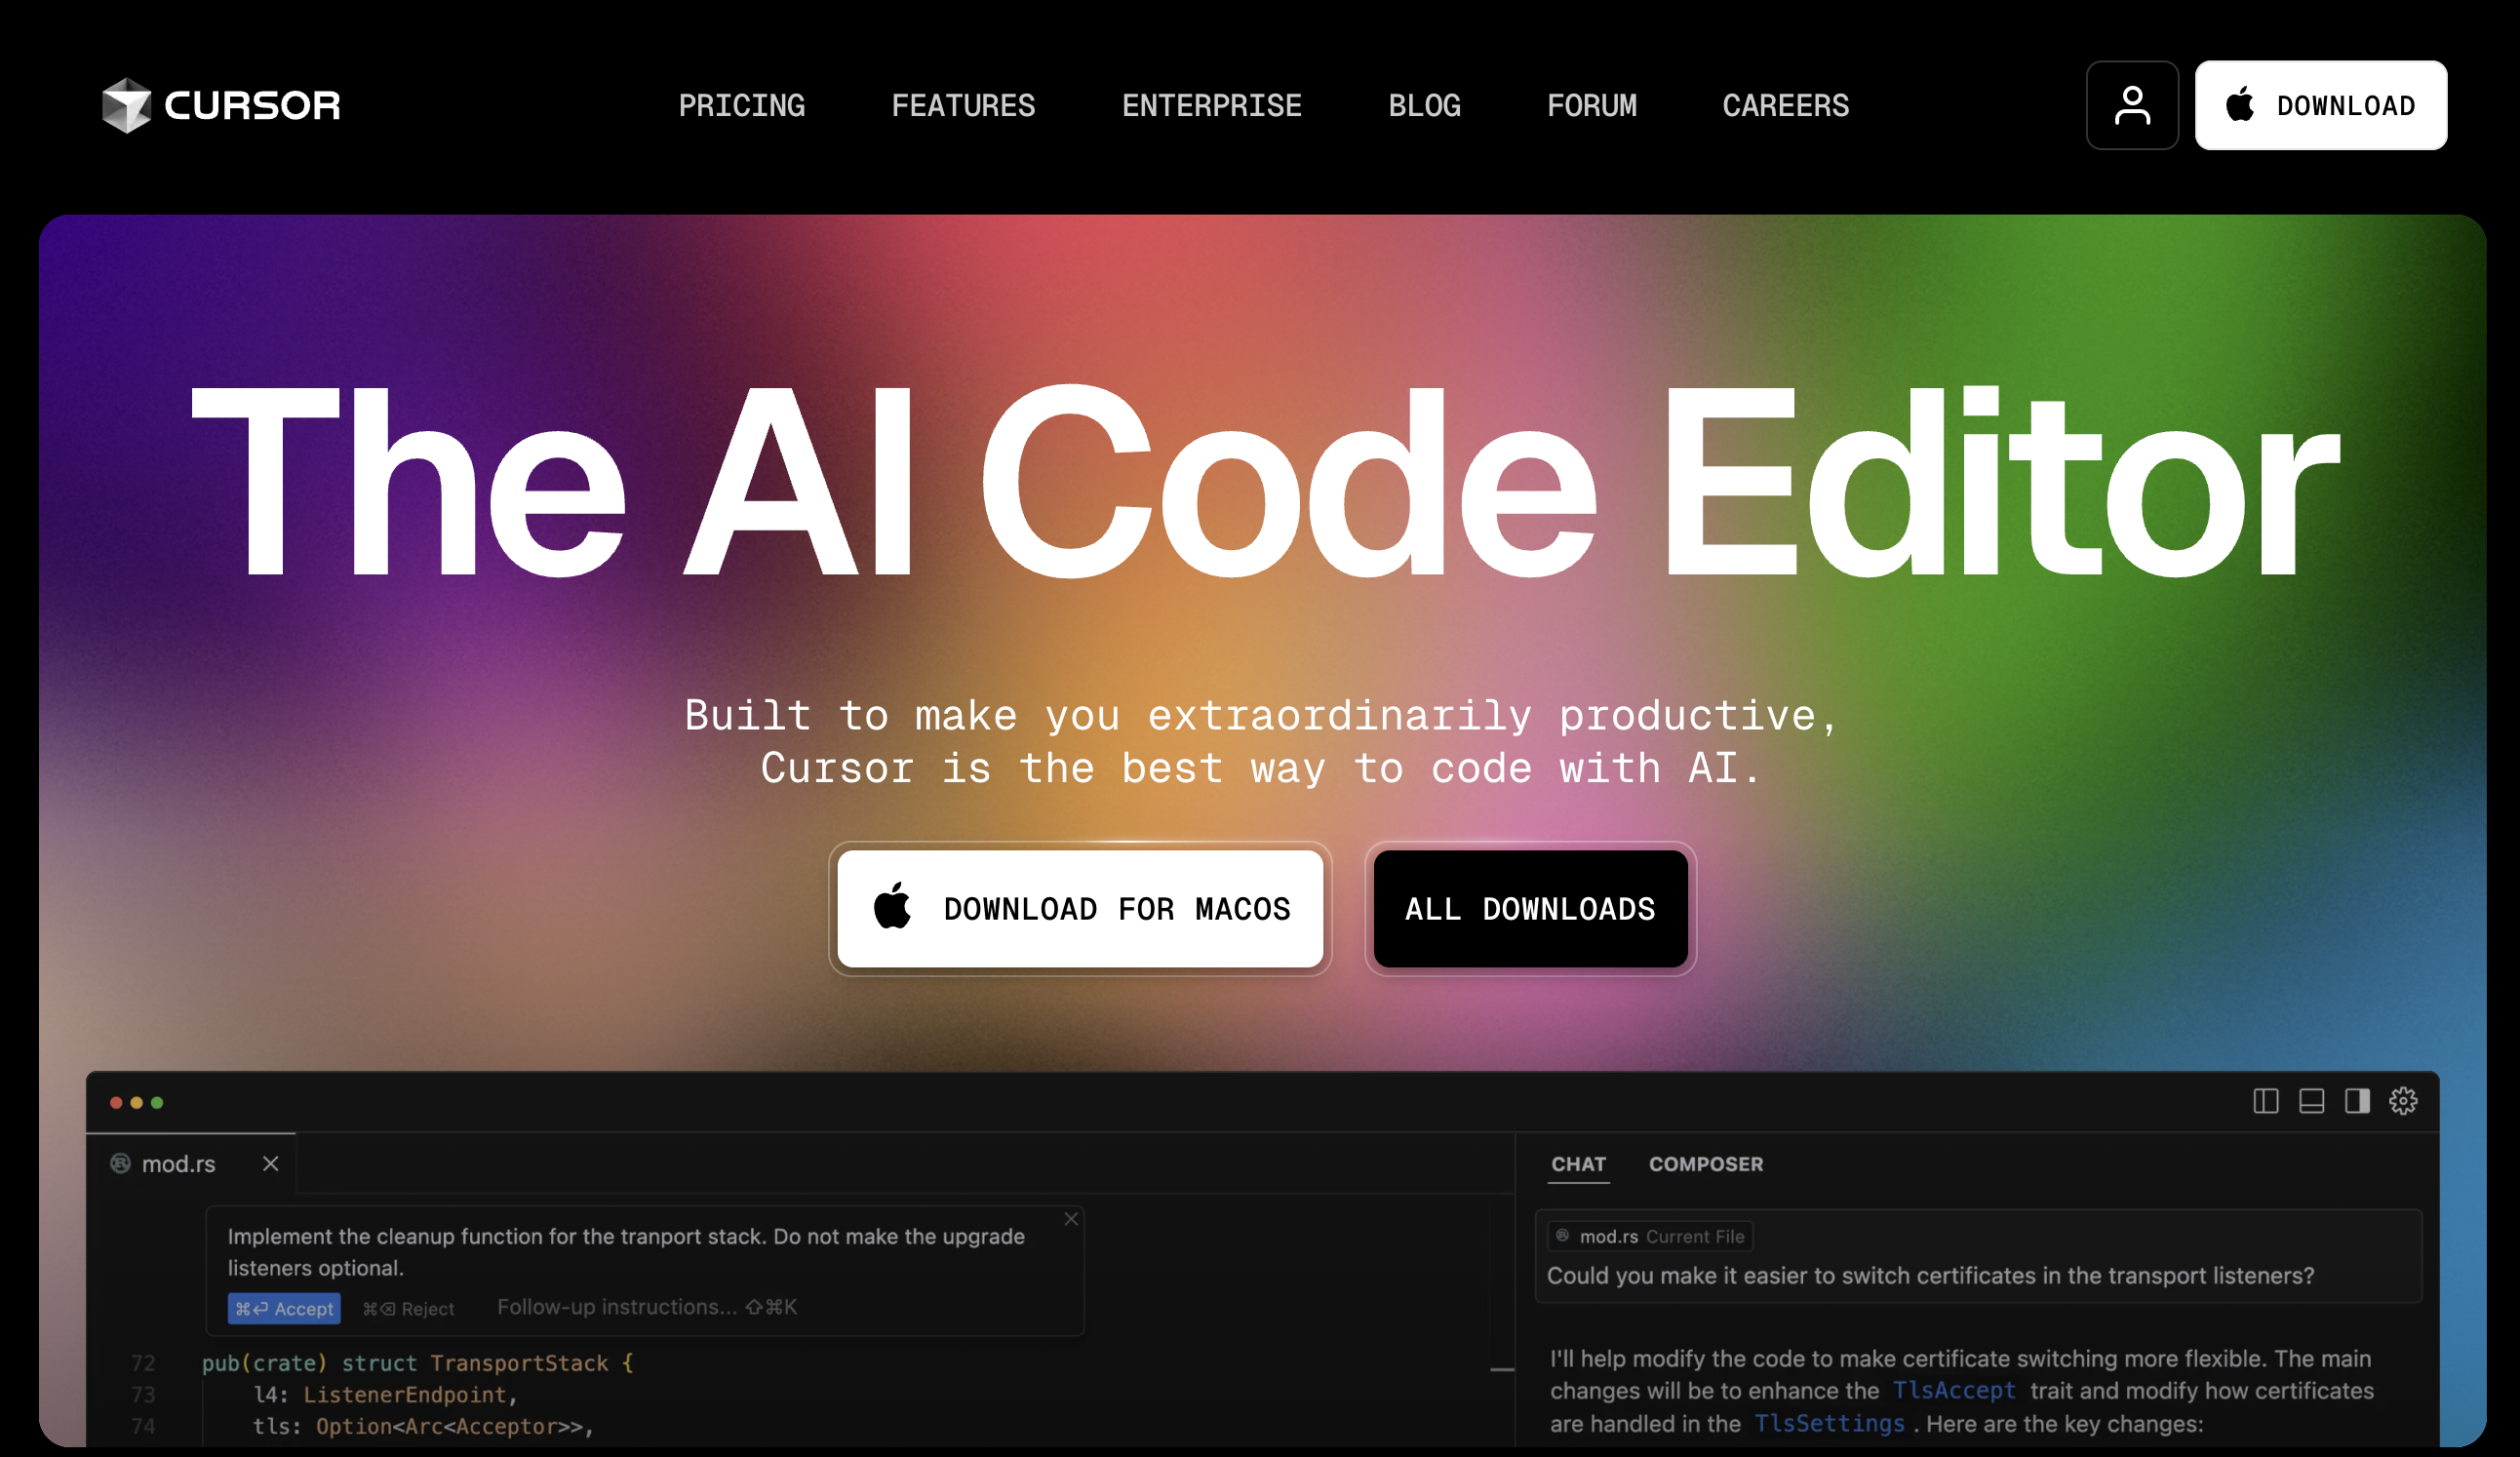 CURSOR
PRICING
FEATURES
ENTERPRISE
BLOG
FORUM
CAREERS
DOWNLOAD
The AI Code Editor
Built to make you extraordinarily productive,
Cursor is the best way to code with AI.
DOWNLOAD FOR MACOS
ALL DOWNLOADS
mod.rs
Implement the cleanup function for the tranport stack. Do not make the upgrade
listeners optional.
⌘⏎ Accept
⌘⌫ Reject
Follow-up instructions... ⇧⌘K
72 pub(crate) struct TransportStack {
73     l4: ListenerEndpoint,
74     tls: Option<Arc<Acceptor>>,
CHAT
COMPOSER
mod.rs Current File
Could you make it easier to switch certificates in the transport listeners?
I'll help modify the code to make certificate switching more flexible. The main
changes will be to enhance the TlsAccept trait and modify how certificates
are handled in the TlsSettings . Here are the key changes: